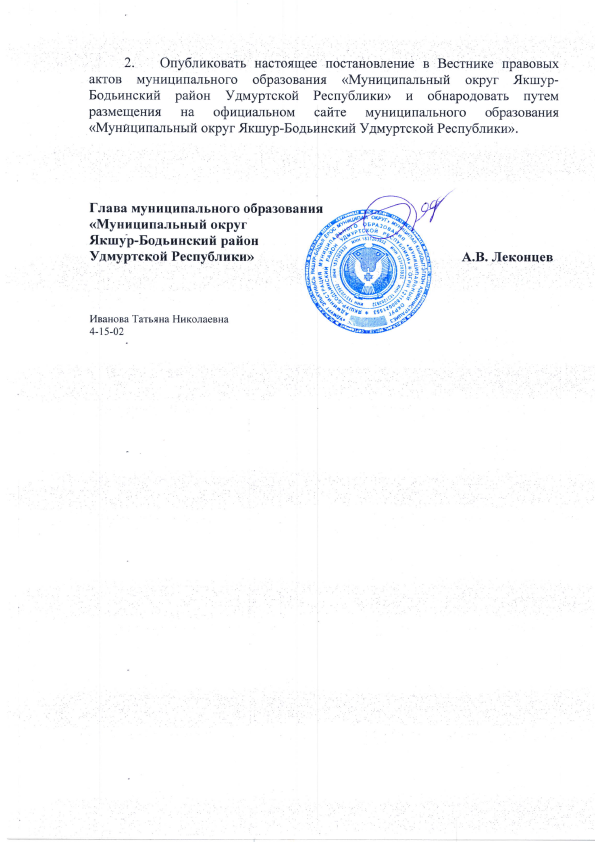 2. Опубликовать настоящее постановление в Вестнике правовых
актов муниципального образования «Муниципальный округ Якшур-
Бодьинский район Удмуртской Республики» и обнародовать путем
размещения на официальном сайте муниципального образования
«Муниципальный округ Якшур-Бодьинский Удмуртской Республики».
Глава муниципального образования
«Муниципальный округ
Якшур-Бодьинский район
Удмуртской Республики»
А.В. Леконцев
Иванова Татьяна Николаевна
4-15-02